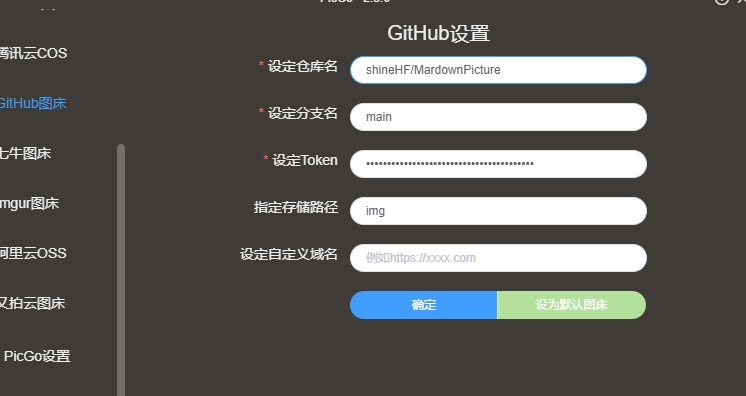 GitHub设置
腾讯云COS
GitHub图床
七牛图床
Imgur图床
阿里云OSS
又拍云图床
PicGo设置
* 设定仓库名
shineHF/MardownPicture
* 设定分支名
main
* 设定Token
••••••••••••••••••••••••••••••••••••••••
指定存储路径
img
设定自定义域名
例如https://xxxx.com
确定
设为默认图床